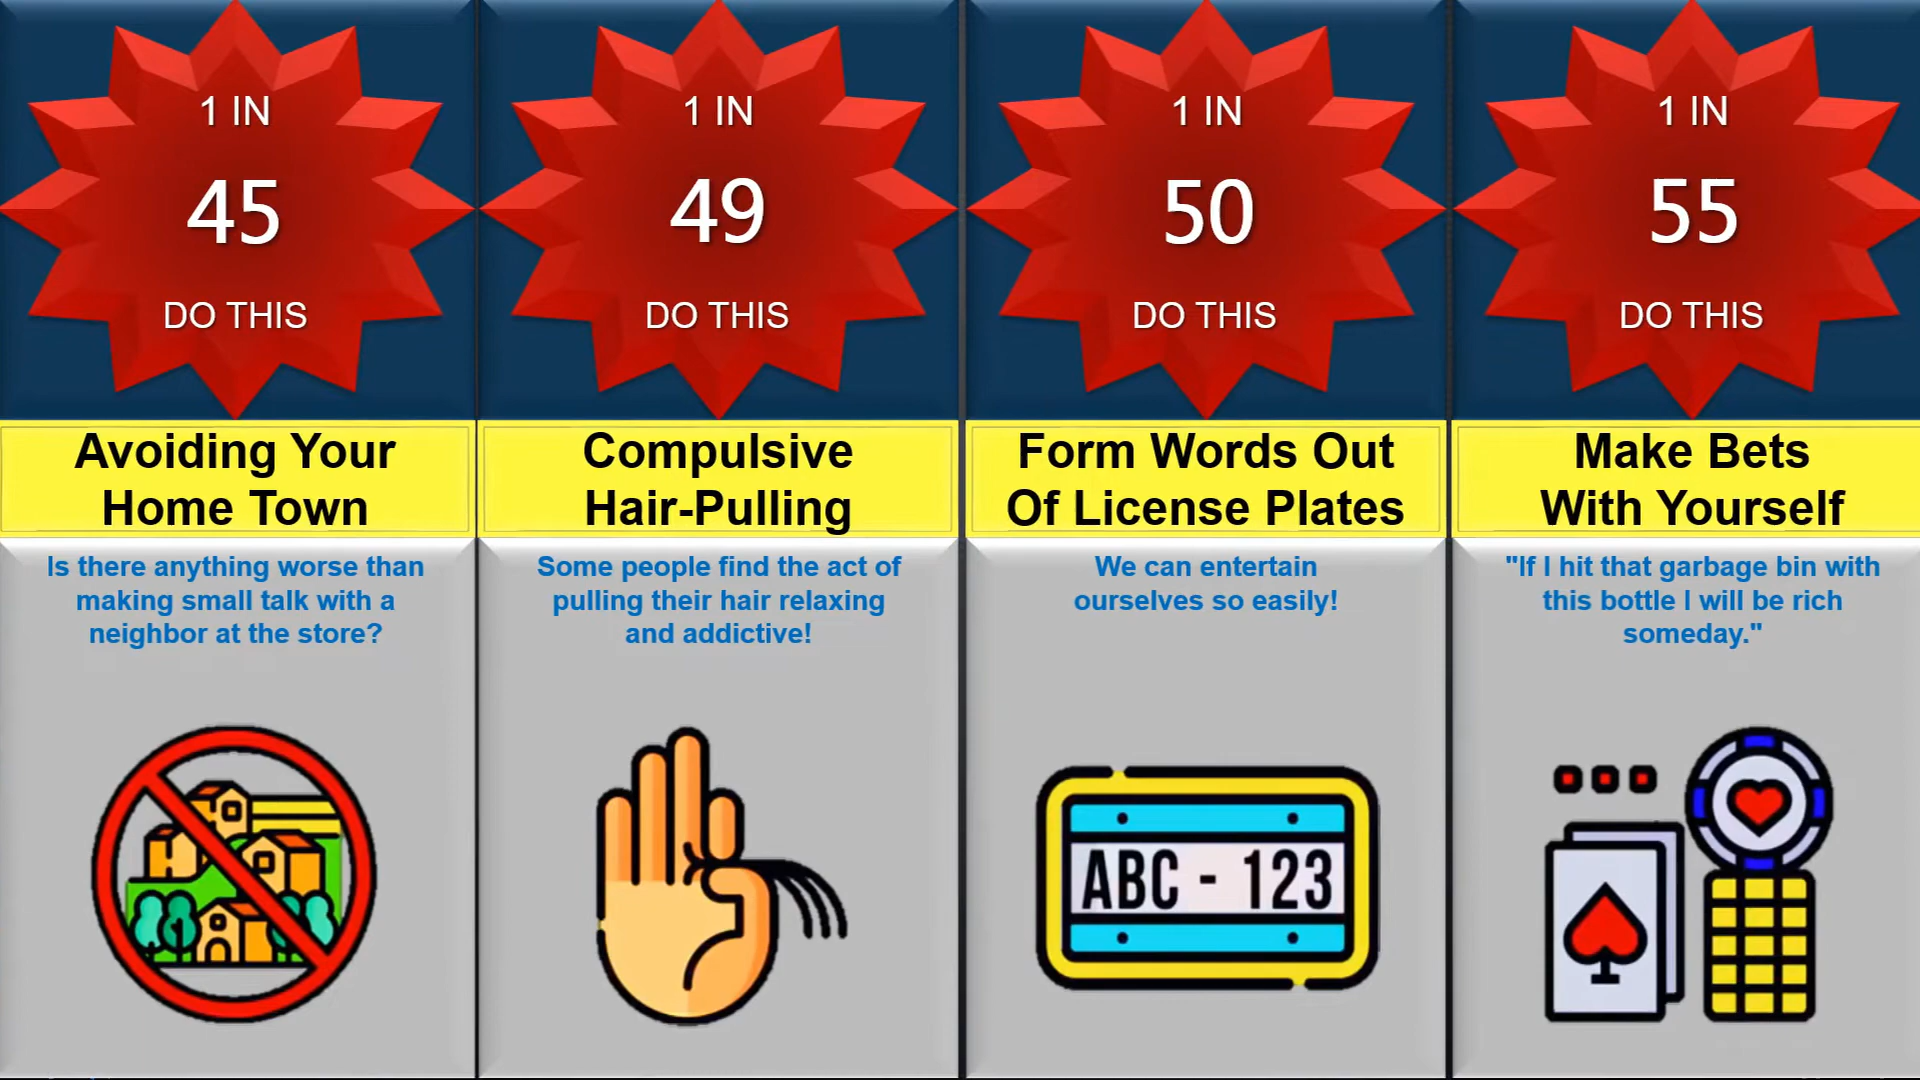 1 IN
45
DO THIS
Avoiding Your
Home Town
Is there anything worse than
making small talk with a
neighbor at the store?
1 IN
49
DO THIS
Compulsive
Hair-Pulling
Some people find the act of
pulling their hair relaxing
and addictive!
1 IN
50
DO THIS
Form Words Out
Of License Plates
We can entertain
ourselves so easily!
ABC - 123
1 IN
55
DO THIS
Make Bets
With Yourself
"If I hit that garbage bin with
this bottle I will be rich
someday."